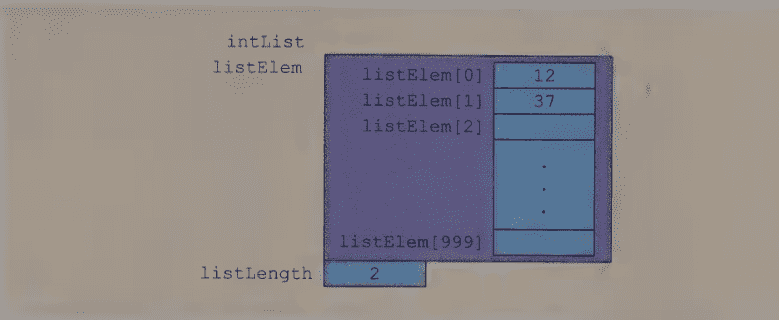 intList
listElem
listElem[0] 12
listElem[1] 37
listElem[2]
.
.
.
listElem[999]
listLength 2